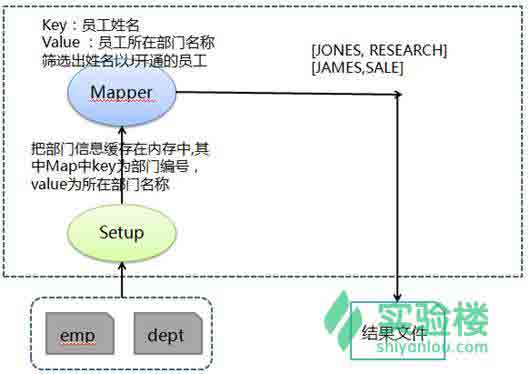 Key：员工姓名
Value ：员工所在部门名称
筛选出姓名以J开通的员工
Mapper
[JONES, RESEARCH]
[JAMES,SALE]
把部门信息缓存在内存中,其
中Map中key为部门编号，
value为所在部门名称
Setup
emp
dept
结果文件
实验楼
shiyanlou.com